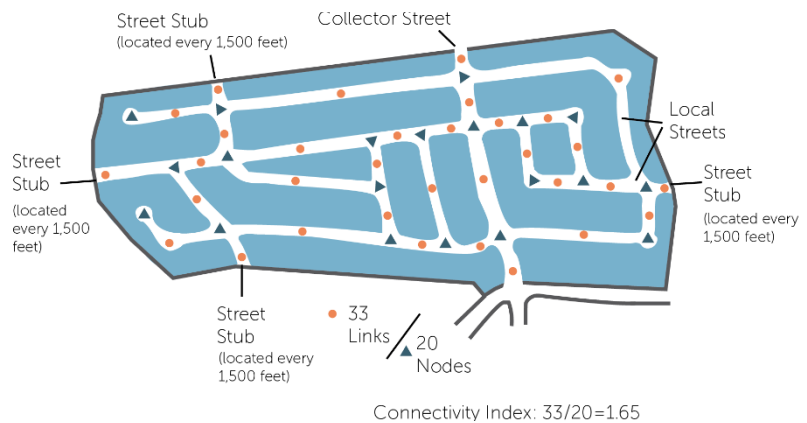 Street Stub
(located every 1,500 feet)
Collector Street
Local
Streets
Street
Stub
(located
every 1,500
feet)
Street
Stub
(located every
1,500 feet)
Street
Stub
(located every
1,500 feet)
33
Links
20
Nodes
Connectivity Index: 33/20=1.65